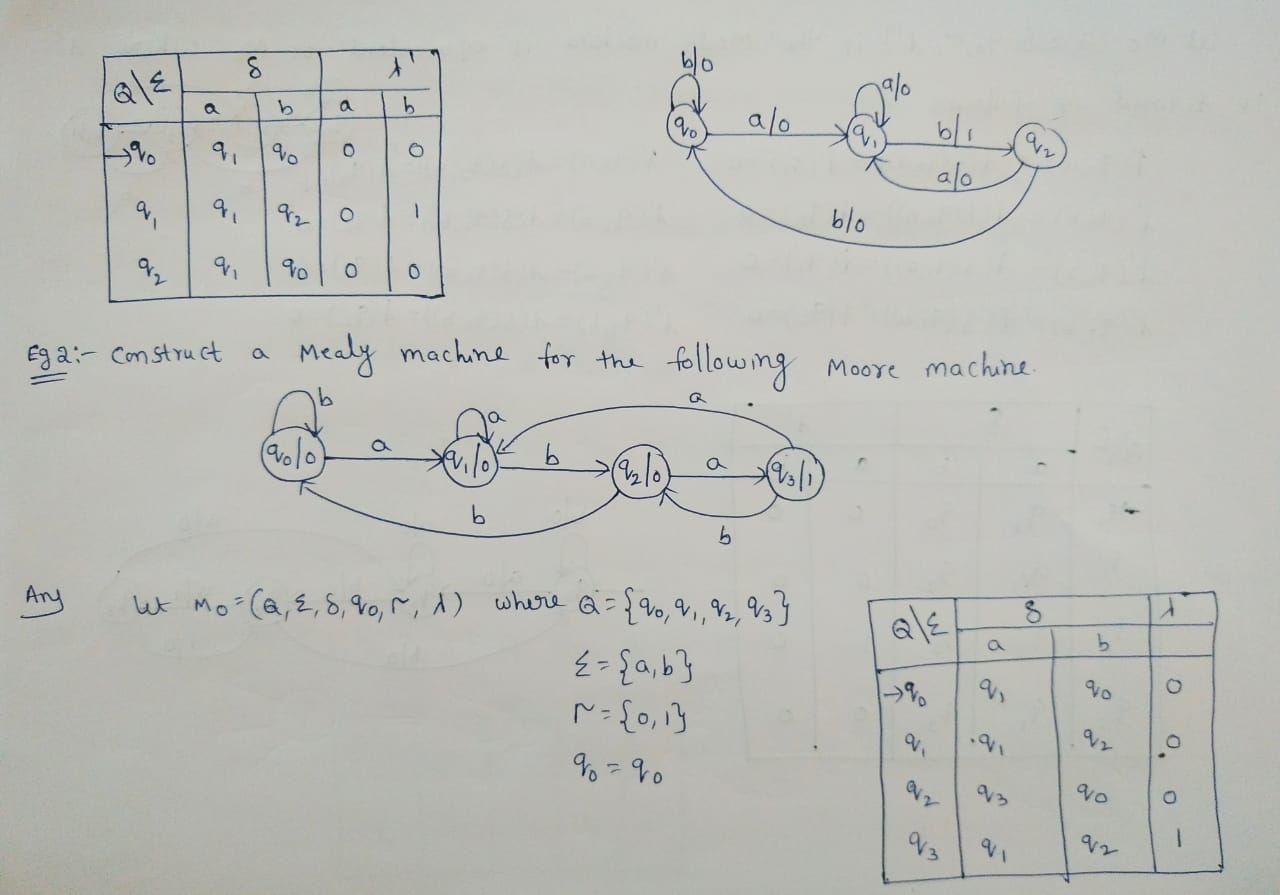 Q\Σ δ λ'
a b a b
→q₀ q₁ q₀ 0 0
q₁ q₁ q₂ 0 1
q₂ q₁ q₀ 0 0
b/0 a/0
q₀ a/0 q₁ b/1 q₂
a/0
b/0
Eg 2:- Construct a Mealy machine for the following Moore machine.
b a a
q₀/0 a q₁/0 b q₂/0 a q₃/1
b b
Ans Let M₀=(Q,Σ,δ,q₀,Γ,λ) where Q={q₀,q₁,q₂,q₃}
Σ={a,b}
Γ={0,1}
q₀=q₀
Q\Σ δ λ
a b
→q₀ q₁ q₀ 0
q₁ q₁ q₂ 0
q₂ q₃ q₀ 0
q₃ q₁ q₂ 1